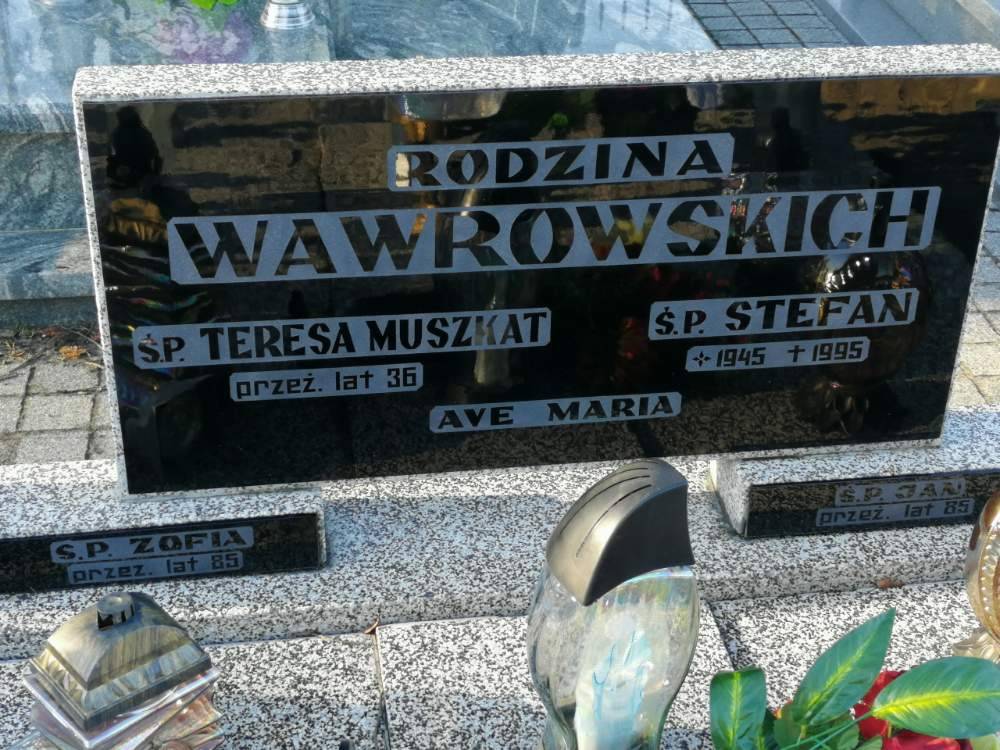 RODZINA
WAWROWSKICH
Ś.P. TERESA MUSZKAT
przeż. lat 36
Ś.P. STEFAN
1945 † 1995
AVE MARIA
Ś.P. ZOFIA
przeż. lat 85
Ś.P. JAN
przeż. lat 85